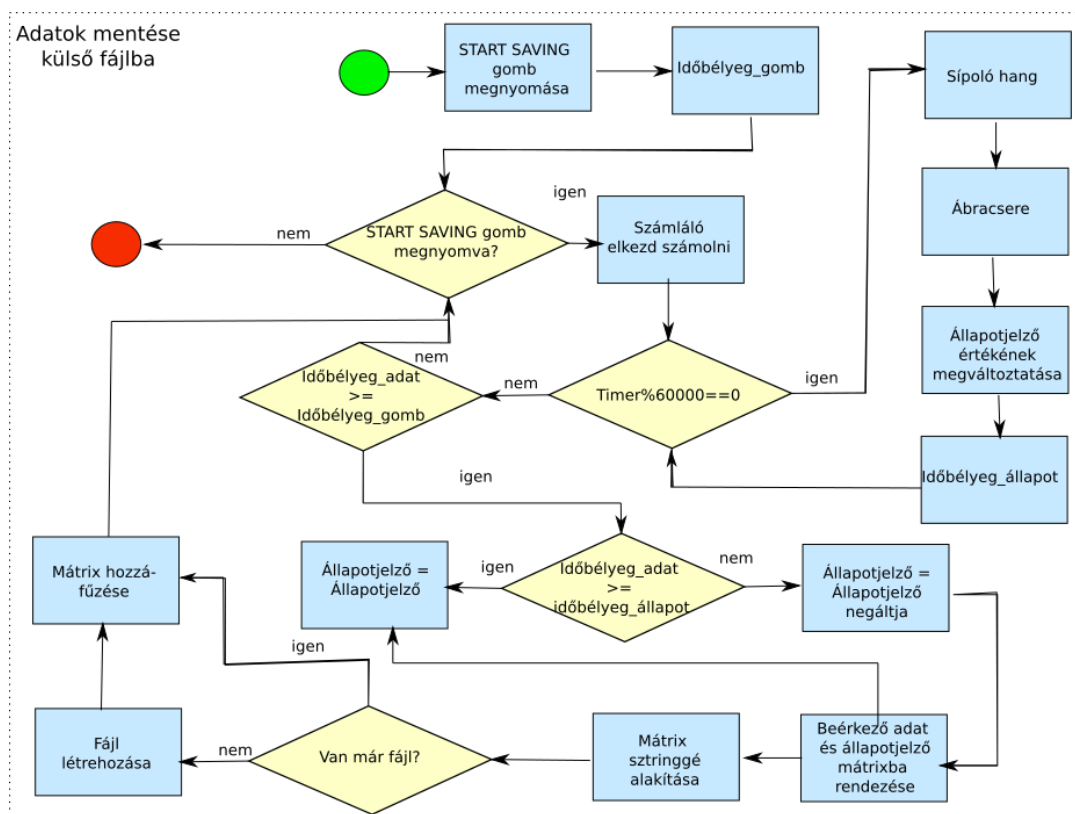 Adatok mentése
külső fájlba
START SAVING
gomb
megnyomása
Időbélyeg_gomb
Sípoló hang
Ábracsere
Állapotjelző
értékének
megváltoztatása
Időbélyeg_állapot
nem
START SAVING gomb
megnyomva?
igen
Számláló
elkezd számolni
Timer%60000==0
igen
nem
Időbélyeg_adat
>=
Időbélyeg_gomb
nem
igen
Időbélyeg_adat
>=
időbélyeg_állapot
igen
nem
Állapotjelző =
Állapotjelző
Állapotjelző =
Állapotjelző
negáltja
Beérkező adat
és állapotjelző
mátrixba
rendezése
Mátrix
sztringgé
alakítása
Van már fájl?
igen
nem
Fájl
létrehozása
Mátrix hozzá-
fűzése